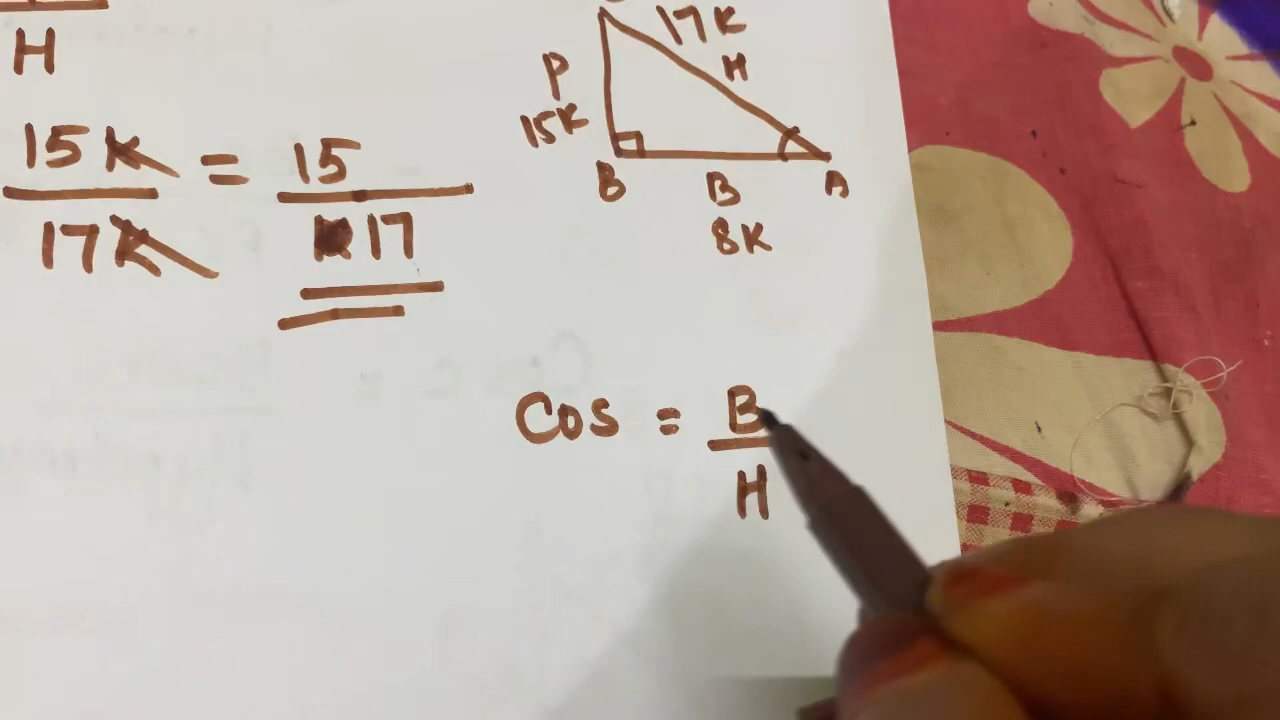 H
15K = 15
17K 17
17K
H
P
15K
B B A
8K
Cos = B
H